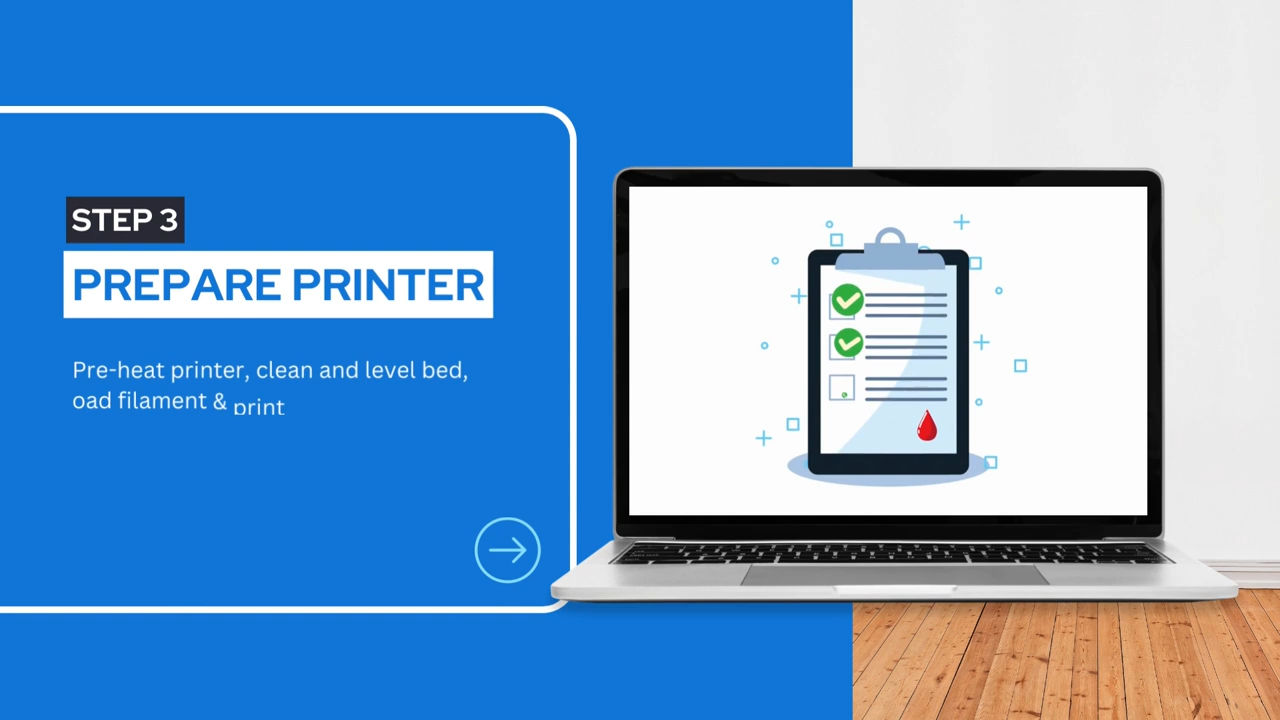 STEP 3
PREPARE PRINTER
Pre-heat printer, clean and level bed,
oad filament & print